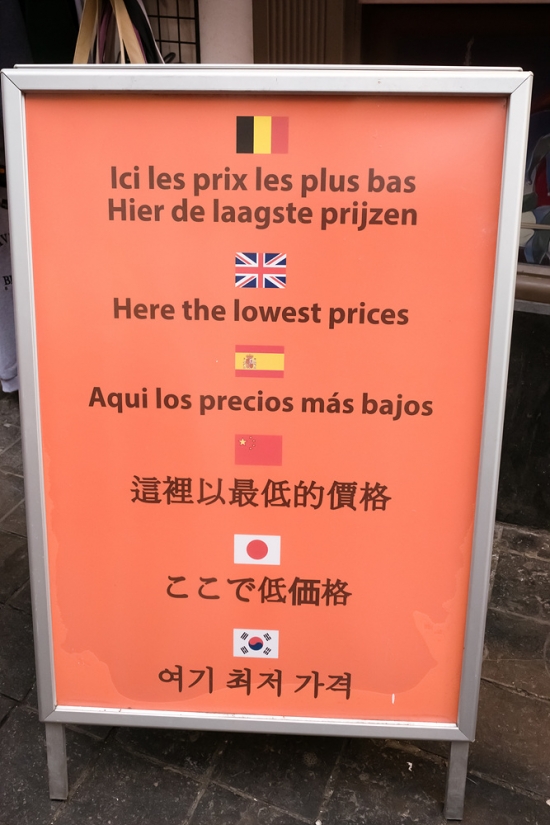 Ici les prix les plus bas
Hier de laagste prijzen
Here the lowest prices
Aqui los precios más bajos
這裡以最低的價格
ここで低価格
여기 최저 가격